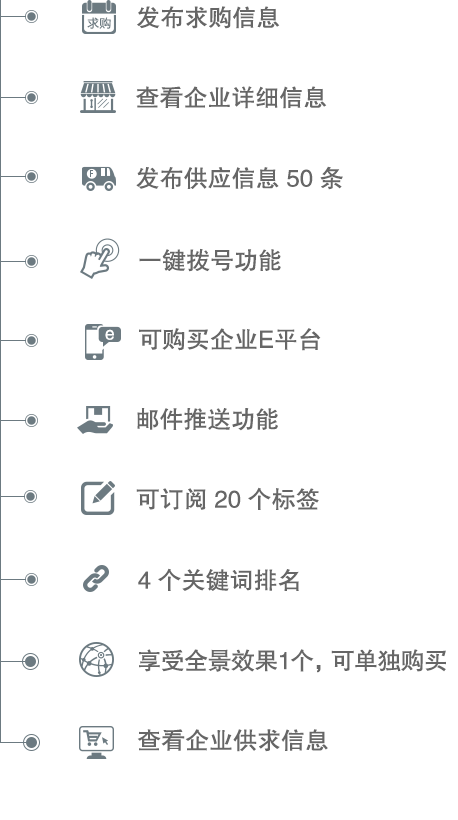 求购 发布求购信息
查看企业详细信息
发布供应信息 50 条
一键拨号功能
e 可购买企业E平台
邮件推送功能
可订阅 20 个标签
4 个关键词排名
享受全景效果1个, 可单独购买
查看企业供求信息